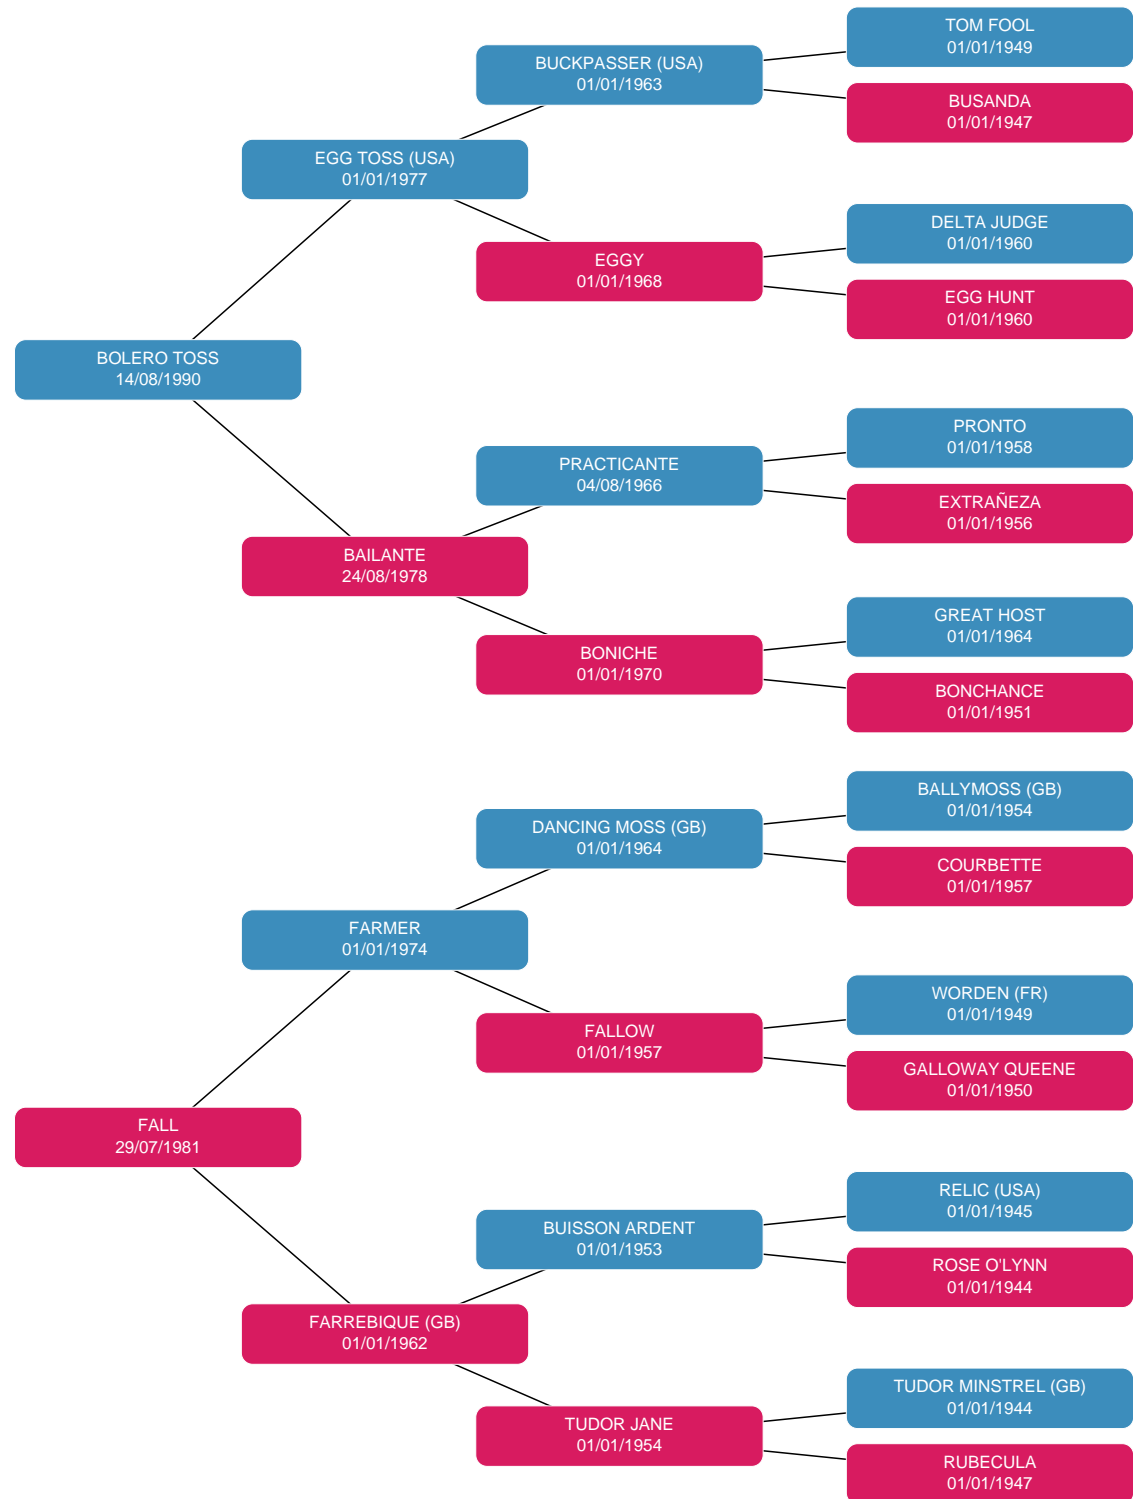 TOM FOOL
01/01/1949
BUCKPASSER (USA)
01/01/1963
BUSANDA
01/01/1947
EGG TOSS (USA)
01/01/1977
DELTA JUDGE
01/01/1960
EGGY
01/01/1968
EGG HUNT
01/01/1960
BOLERO TOSS
14/08/1990
PRONTO
01/01/1958
PRACTICANTE
04/08/1966
EXTRAÑEZA
01/01/1956
BAILANTE
24/08/1978
GREAT HOST
01/01/1964
BONICHE
01/01/1970
BONCHANCE
01/01/1951
BALLYMOSS (GB)
01/01/1954
DANCING MOSS (GB)
01/01/1964
COURBETTE
01/01/1957
FARMER
01/01/1974
WORDEN (FR)
01/01/1949
FALLOW
01/01/1957
GALLOWAY QUEENE
01/01/1950
FALL
29/07/1981
RELIC (USA)
01/01/1945
BUISSON ARDENT
01/01/1953
ROSE O'LYNN
01/01/1944
FARREBIQUE (GB)
01/01/1962
TUDOR MINSTREL (GB)
01/01/1944
TUDOR JANE
01/01/1954
RUBECULA
01/01/1947